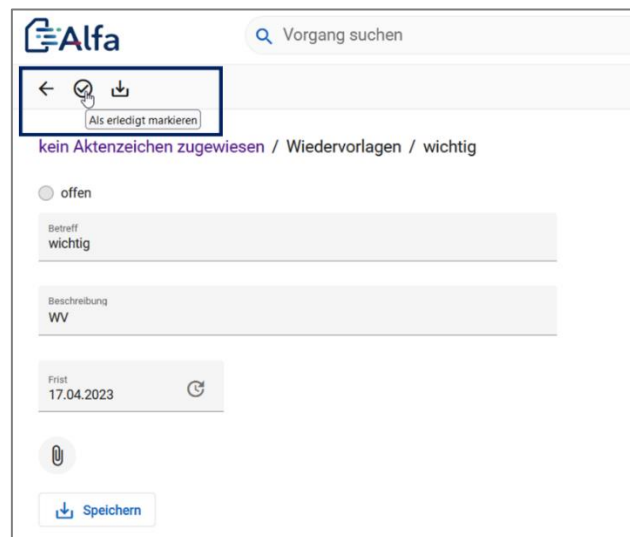 Alfa
Vorgang suchen
Als erledigt markieren
kein Aktenzeichen zugewiesen / Wiedervorlagen / wichtig
offen
Betreff
wichtig
Beschreibung
WV
Frist
17.04.2023
Speichern